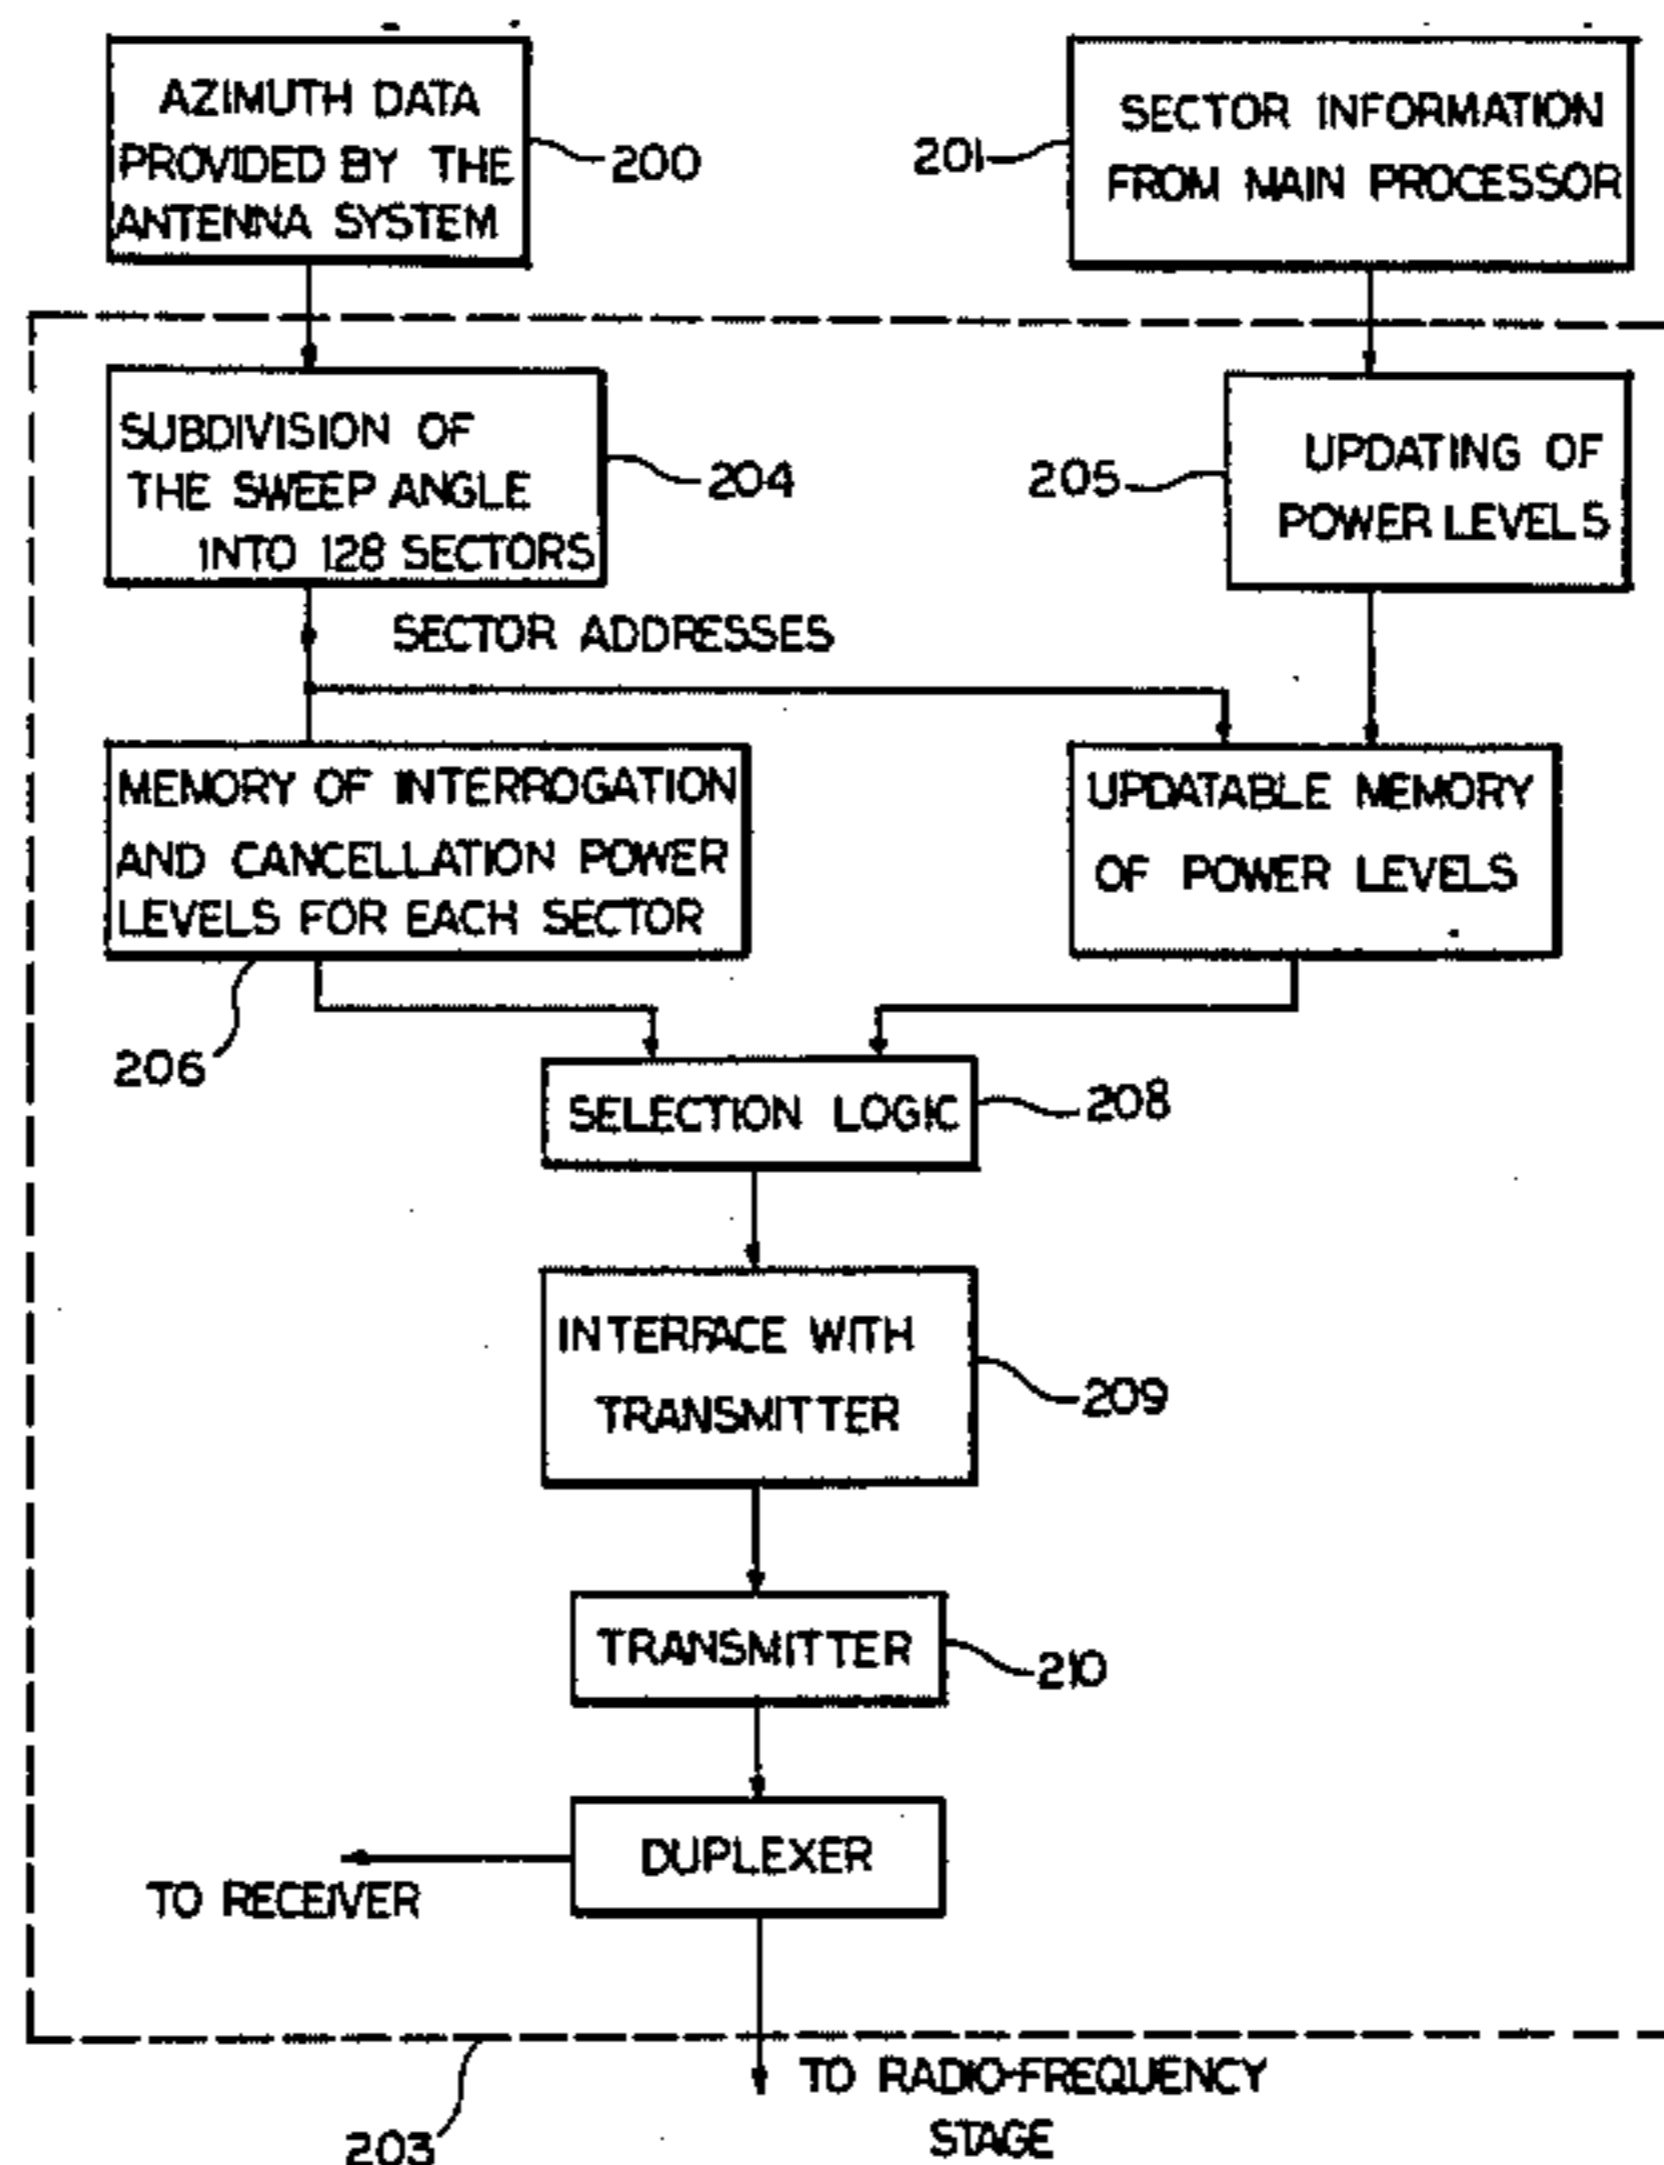 AZIMUTH DATA
PROVIDED BY THE
ANTENNA SYSTEM
200
201
SECTOR INFORMATION
FROM MAIN PROCESSOR
SUBDIVISION OF
THE SWEEP ANGLE
INTO 128 SECTORS
204
205
UPDATING OF
POWER LEVELS
SECTOR ADDRESSES
MEMORY OF INTERROGATION
AND CANCELLATION POWER
LEVELS FOR EACH SECTOR
UPDATABLE MEMORY
OF POWER LEVELS
206
SELECTION LOGIC
208
INTERFACE WITH
TRANSMITTER
209
TRANSMITTER
210
DUPLEXER
TO RECEIVER
TO RADIO-FREQUENCY
STAGE
203